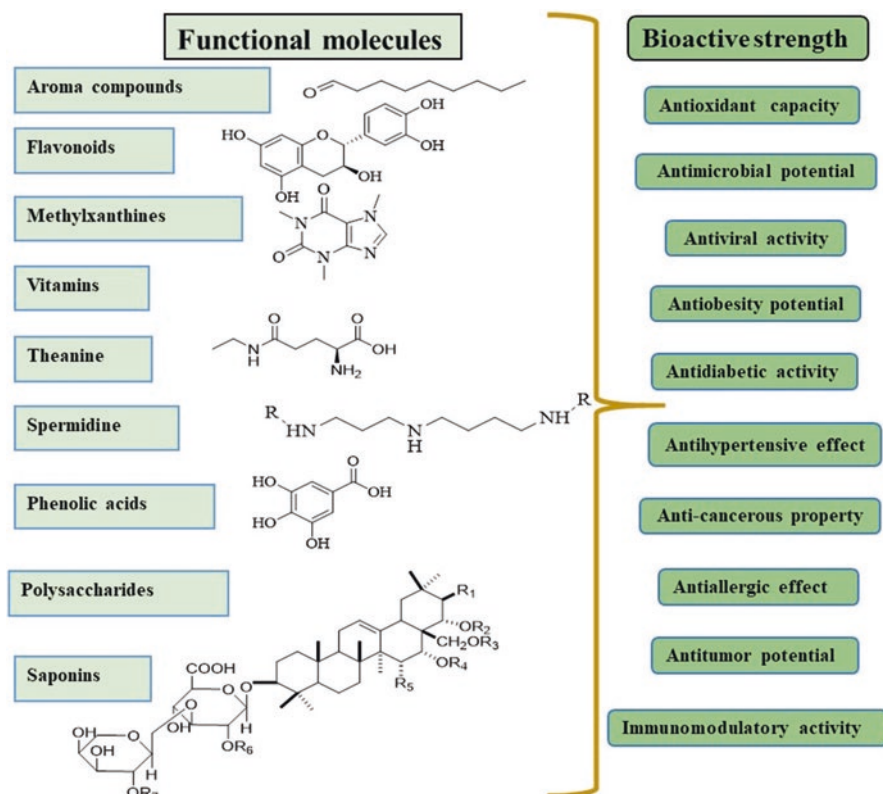 Functional molecules
Aroma compounds
O
Flavonoids
HO
O
OH
OH
OH
OH
Methylxanthines
O
N
N
O
N
N
Vitamins
Theanine
O
O
N
H
OH
NH2
Spermidine
R
HN
N
H
NH
R
Phenolic acids
O
HO
OH
HO
OH
Polysaccharides
Saponins
R1
OR2
CH2OR3
OR4
R5
COOH
O
O
O
H
OH
OR6
O
OH
O
OH
H
Bioactive strength
Antioxidant capacity
Antimicrobial potential
Antiviral activity
Antiobesity potential
Antidiabetic activity
Antihypertensive effect
Anti-cancerous property
Antiallergic effect
Antitumor potential
Immunomodulatory activity